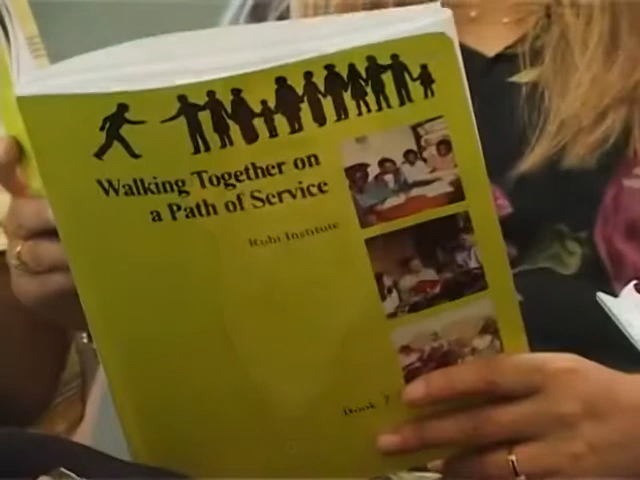 Walking Together on
a Path of Service
Ruhi Institute
Book 7